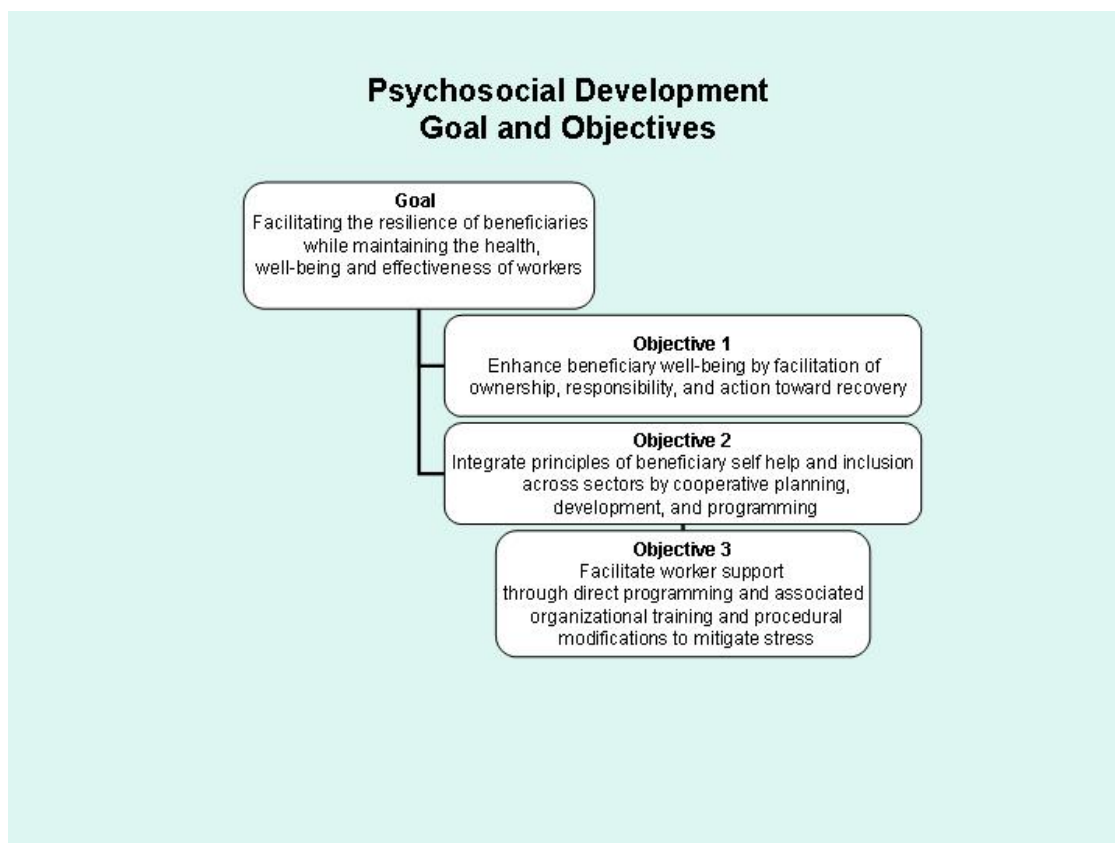 Psychosocial Development
Goal and Objectives
Goal
Facilitating the resilience of beneficiaries
while maintaining the health,
well-being and effectiveness of workers
Objective 1
Enhance beneficiary well-being by facilitation of
ownership, responsibility, and action toward recovery
Objective 2
Integrate principles of beneficiary self help and inclusion
across sectors by cooperative planning,
development, and programming
Objective 3
Facilitate worker support
through direct programming and associated
organizational training and procedural
modifications to mitigate stress